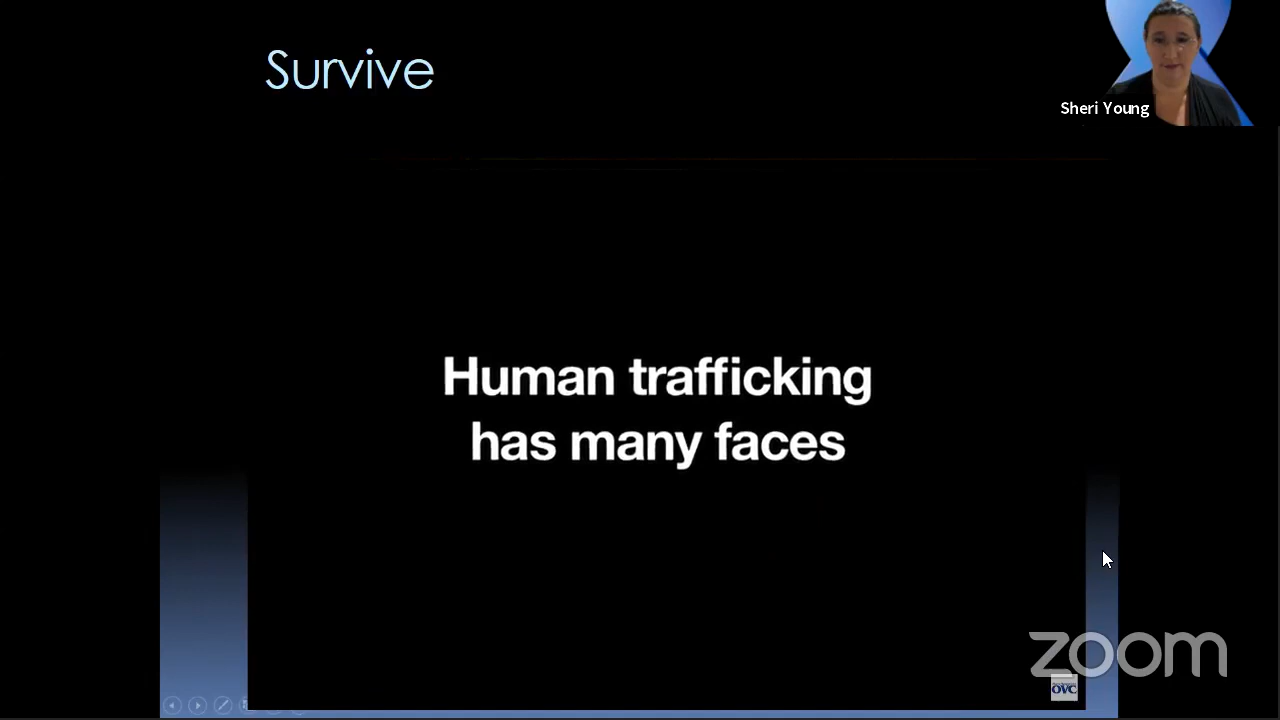 Survive
Sheri Young
Human trafficking
has many faces
zoom
OVC